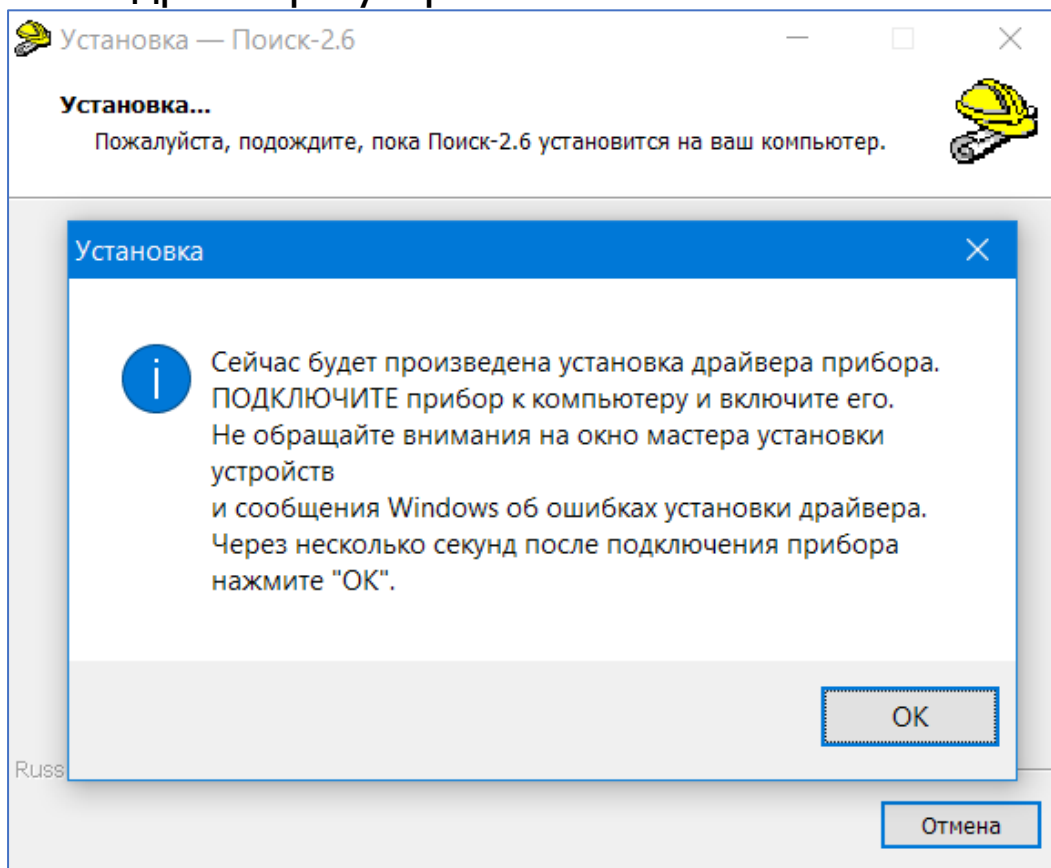 Установка — Поиск-2.6
Установка...
Пожалуйста, подождите, пока Поиск-2.6 установится на ваш компьютер.
Установка
Сейчас будет произведена установка драйвера прибора.
ПОДКЛЮЧИТЕ прибор к компьютеру и включите его.
Не обращайте внимания на окно мастера установки
устройств
и сообщения Windows об ошибках установки драйвера.
Через несколько секунд после подключения прибора
нажмите "ОК".
ОК
Russ
Отмена